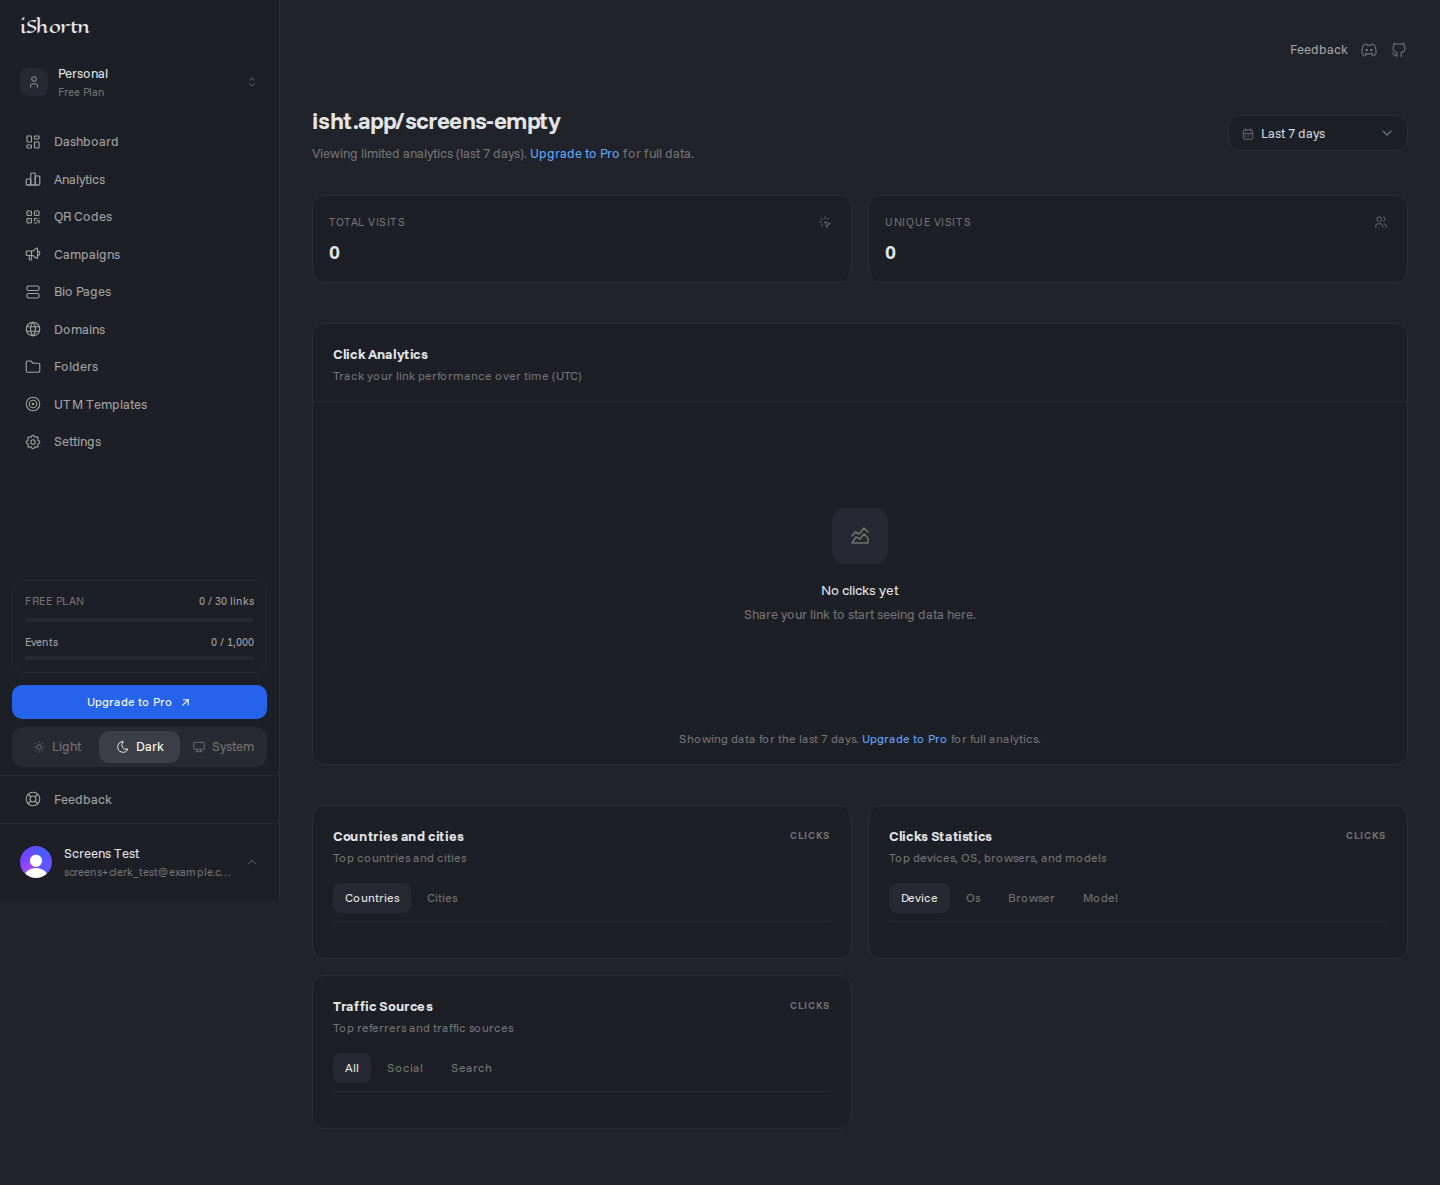 iShortn
Personal
Free Plan
Dashboard
Analytics
QR Codes
Campaigns
Bio Pages
Domains
Folders
UTM Templates
Settings
FREE PLAN 0 / 30 links
Events 0 / 1,000
Upgrade to Pro
Light Dark System
Feedback
Screens Test
screens+clerk_test@example.c...
Feedback
isht.app/screens-empty
Viewing limited analytics (last 7 days). Upgrade to Pro for full data.
Last 7 days
TOTAL VISITS
0
UNIQUE VISITS
0
Click Analytics
Track your link performance over time (UTC)
No clicks yet
Share your link to start seeing data here.
Showing data for the last 7 days. Upgrade to Pro for full analytics.
Countries and cities CLICKS
Top countries and cities
Countries Cities
Clicks Statistics CLICKS
Top devices, OS, browsers, and models
Device Os Browser Model
Traffic Sources CLICKS
Top referrers and traffic sources
All Social Search